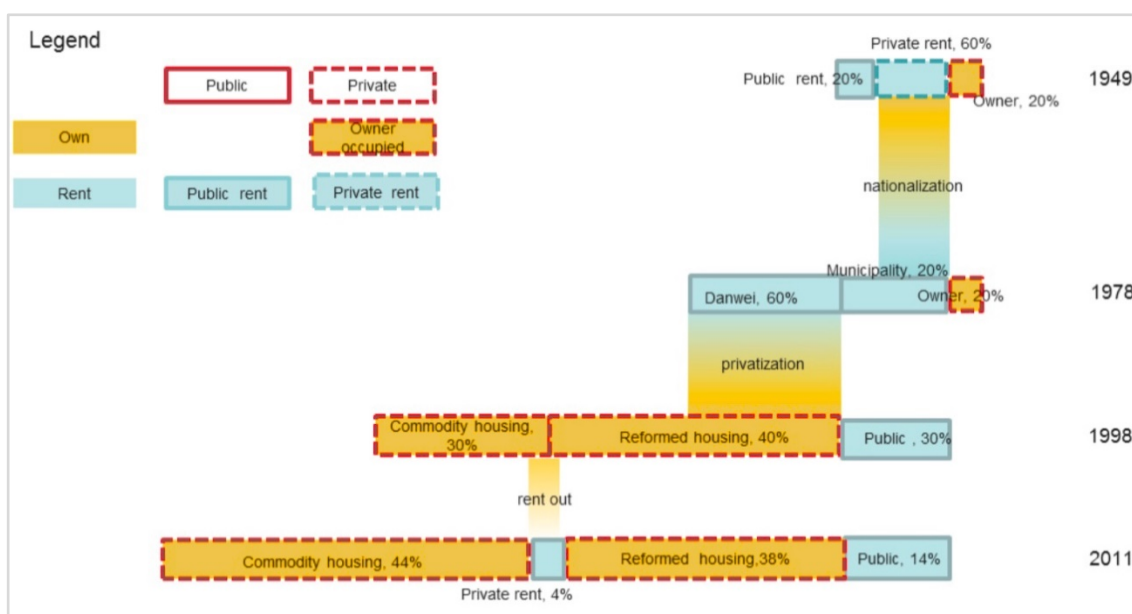 Legend
Public
Private
Own
Owner
occupied
Rent
Public rent
Private rent
Private rent, 60%
Public rent, 20%
1949
Owner, 20%
nationalization
Municipality, 20%
Danwei, 60%
Owner, 20%
1978
privatization
Commodity housing,
30%
Reformed housing, 40%
Public , 30%
1998
rent out
Commodity housing, 44%
Reformed housing,38%
Public, 14%
2011
Private rent, 4%